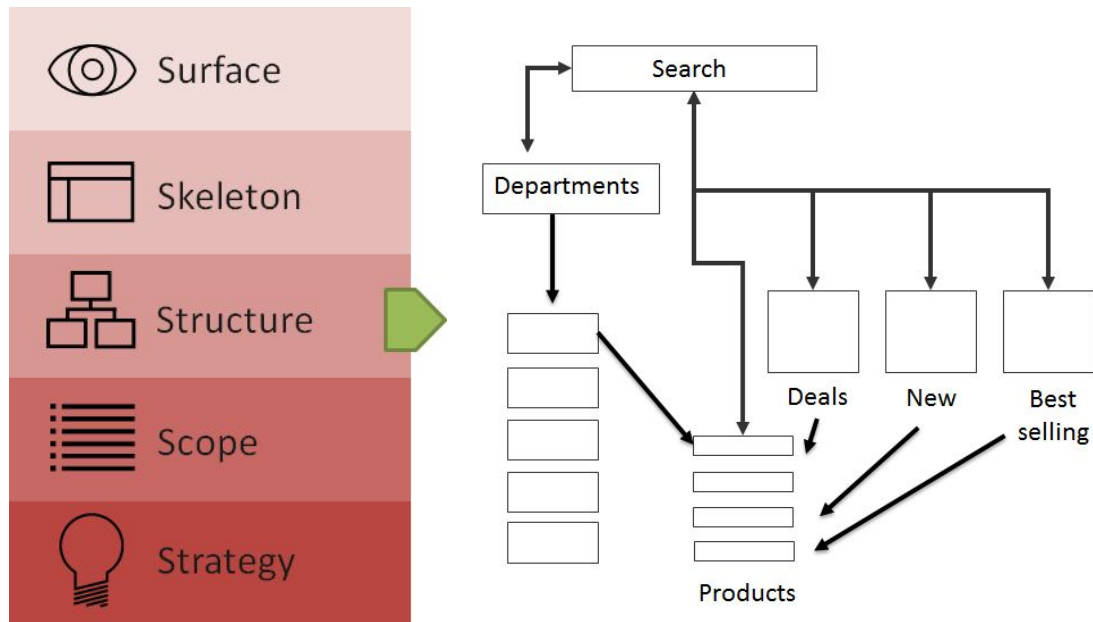 Surface
Skeleton
Structure
Scope
Strategy
Search
Departments
Deals
New
Best
selling
Products